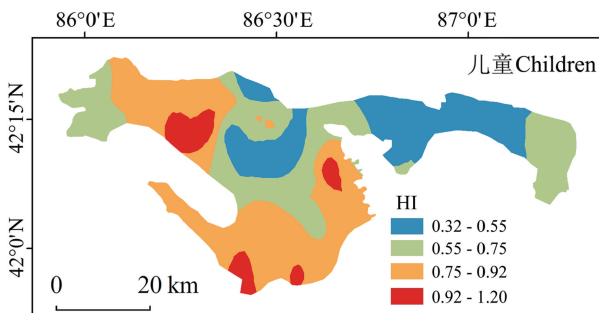 86°0′E 86°30′E 87°0′E
儿童Children
42°15′N
42°0′N
HI
0.32 - 0.55
0.55 - 0.75
0.75 - 0.92
0.92 - 1.20
0 20 km